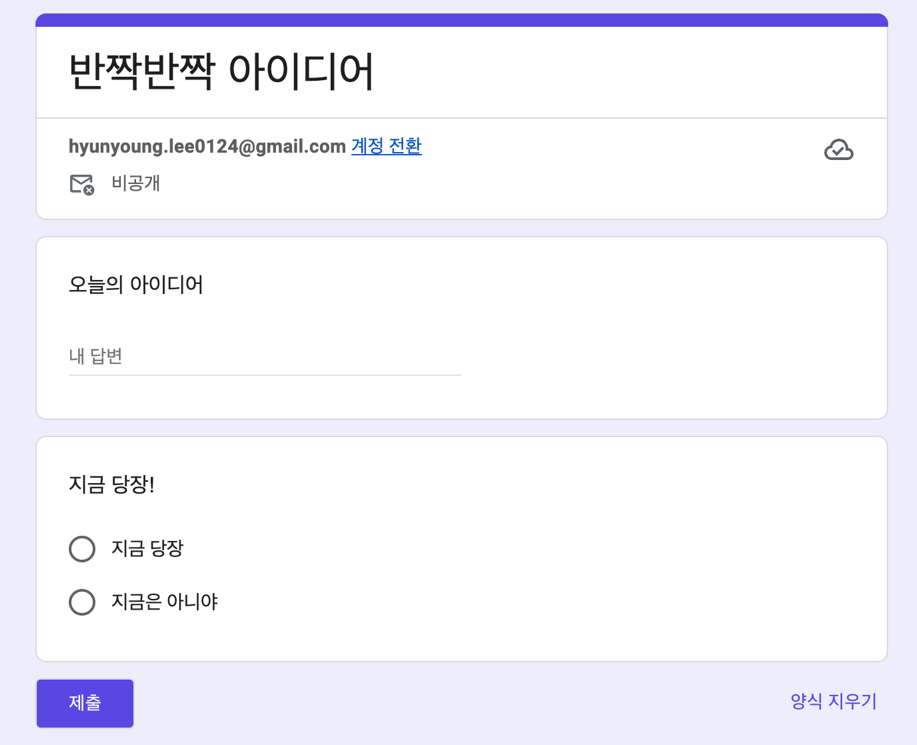 반짝반짝 아이디어
hyunyoung.lee0124@gmail.com 계정 전환
비공개
오늘의 아이디어
내 답변
지금 당장!
지금 당장
지금은 아니야
제출
양식 지우기